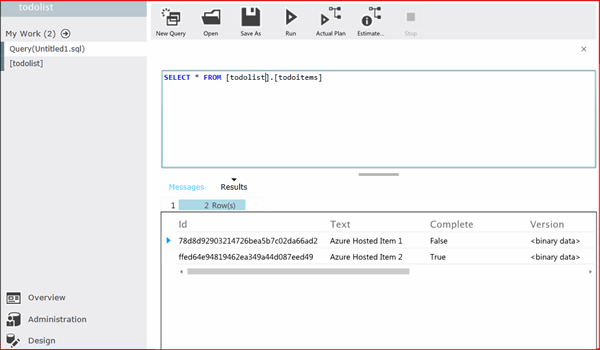 todolist
My Work (2)
Query(Untitled1.sql)
[todolist]
New Query Open Save As Run Actual Plan Estimate... Stop
SELECT * FROM [todolist].[todoitems]
Messages Results
1 2 Row(s)
Id Text Complete Version
78d8d92903214726bea5b7c02da66ad2 Azure Hosted Item 1 False <binary data>
ffed64e94819462ea349a44d087eed49 Azure Hosted Item 2 True <binary data>
Overview
Administration
Design